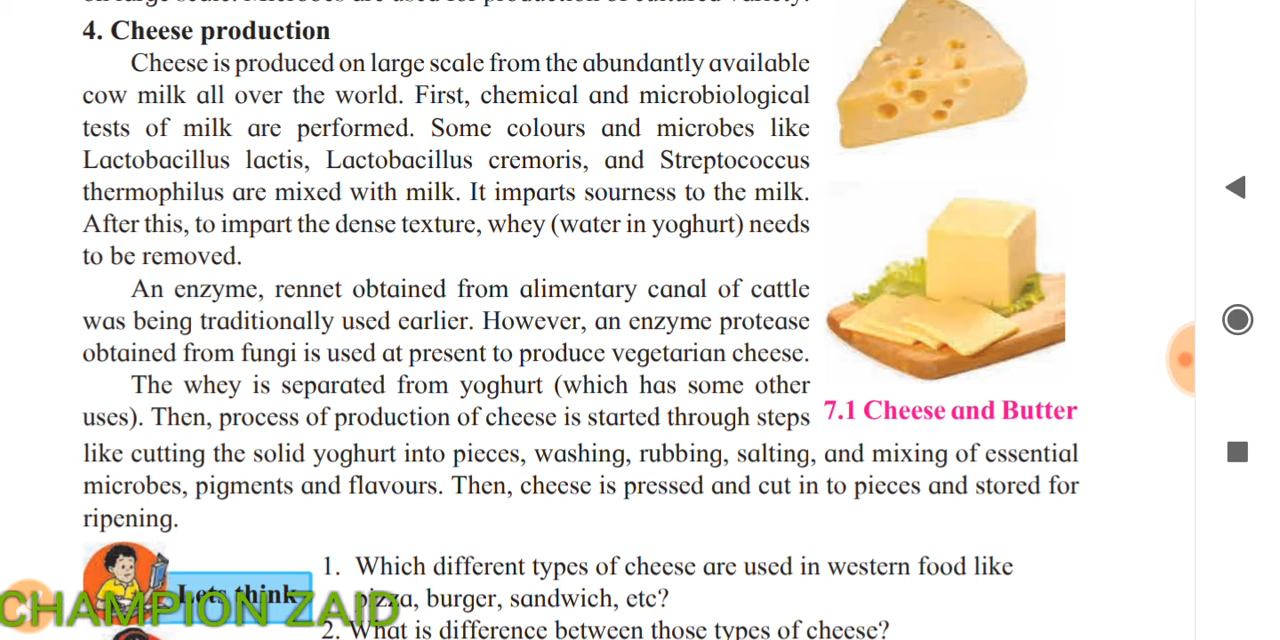 4. Cheese production
Cheese is produced on large scale from the abundantly available
cow milk all over the world. First, chemical and microbiological
tests of milk are performed. Some colours and microbes like
Lactobacillus lactis, Lactobacillus cremoris, and Streptococcus
thermophilus are mixed with milk. It imparts sourness to the milk.
After this, to impart the dense texture, whey (water in yoghurt) needs
to be removed.
An enzyme, rennet obtained from alimentary canal of cattle
was being traditionally used earlier. However, an enzyme protease
obtained from fungi is used at present to produce vegetarian cheese.
The whey is separated from yoghurt (which has some other
uses). Then, process of production of cheese is started through steps
7.1 Cheese and Butter
like cutting the solid yoghurt into pieces, washing, rubbing, salting, and mixing of essential
microbes, pigments and flavours. Then, cheese is pressed and cut in to pieces and stored for
ripening.
Lets think
1. Which different types of cheese are used in western food like
pizza, burger, sandwich, etc?
2. What is difference between those types of cheese?
CHAMPION ZAID